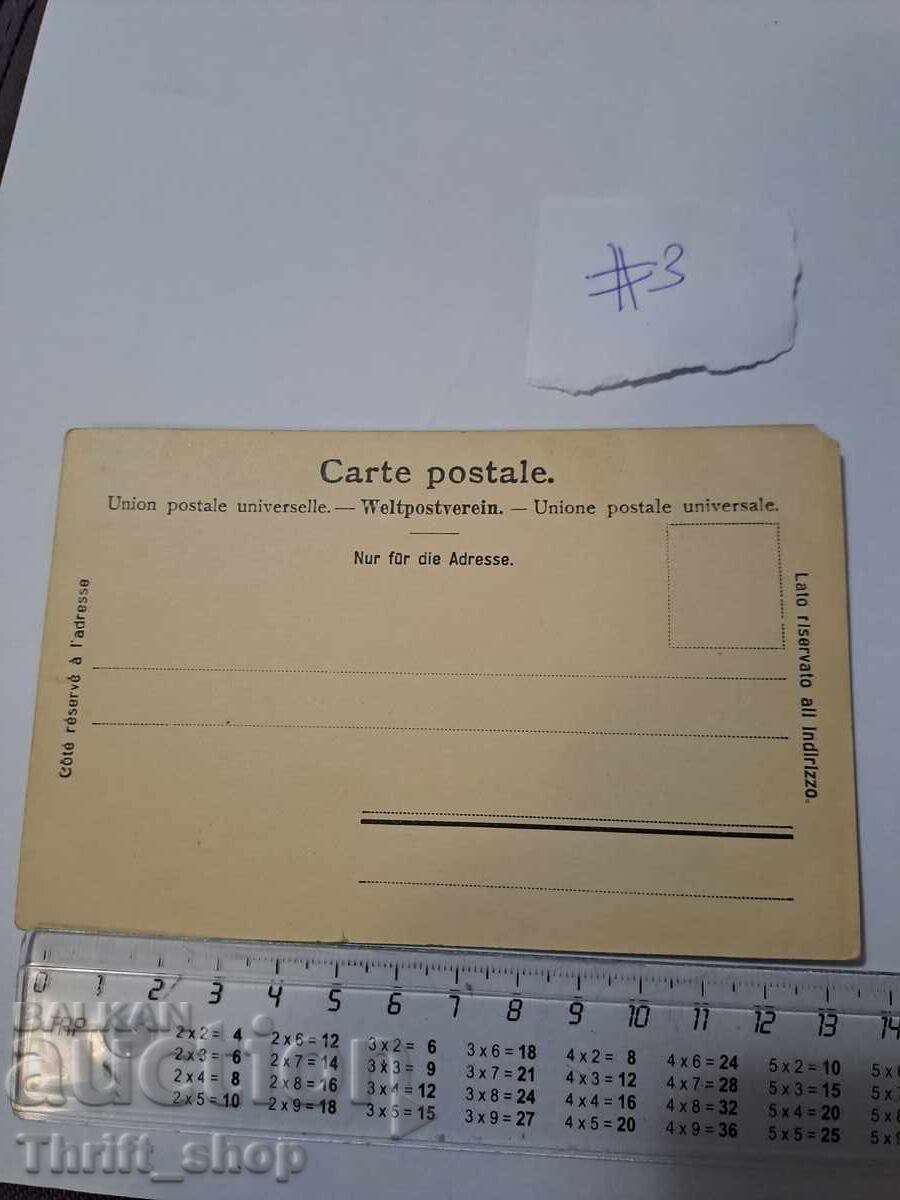 #3
Carte postale.
Union postale universelle. — Weltpostverein. — Unione postale universale.
Nur für die Adresse.
Côté réservé à l'adresse
Lato riservato all indirizzo.
0 1 2 3 4 5 6 7 8 9 10 11 12 13 14
2 x 2 = 4 2 x 6 = 12 3 x 2 = 6 3 x 6 = 18 4 x 2 = 8 4 x 6 = 24 5 x 2 = 10
2 x 3 = 6 2 x 7 = 14 3 x 3 = 9 3 x 7 = 21 4 x 3 = 12 4 x 7 = 28 5 x 3 = 15
2 x 4 = 8 2 x 8 = 16 3 x 4 = 12 3 x 8 = 24 4 x 4 = 16 4 x 8 = 32 5 x 4 = 20
2 x 5 = 10 2 x 9 = 18 3 x 5 = 15 3 x 9 = 27 4 x 5 = 20 4 x 9 = 36 5 x 5 = 25
BALKAN
auction
Thrift_shop